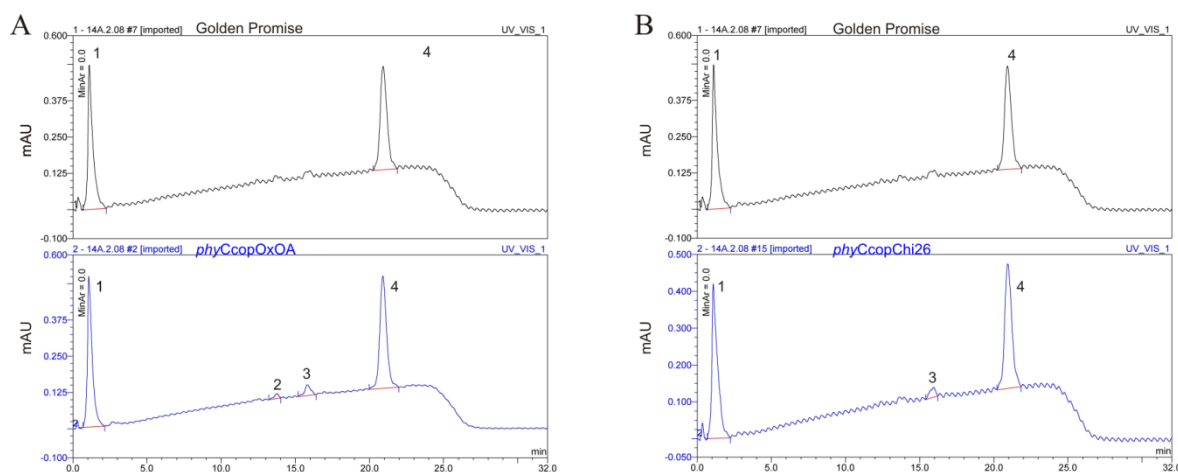 A
1 - 14A.2.08 #7 [imported] Golden Promise UV_VIS_1
0.600
0.375
0.250
0.125
-0.100
mAU
MinAr = 0.0
1
4
2 - 14A.2.08 #2 [imported] phyCcopOxOA UV_VIS_1
0.600
0.375
0.250
0.125
-0.100
mAU
MinAr = 0.0
1
2
3
4
2
min
0.0 5.0 10.0 15.0 20.0 25.0 32.0
B
1 - 14A.2.08 #7 [imported] Golden Promise UV_VIS_1
0.600
0.375
0.250
0.125
-0.100
mAU
MinAr = 0.0
1
4
2 - 14A.2.08 #15 [imported] phyCcopChi26 UV_VIS_1
0.500
0.400
0.300
0.200
0.100
-0.050
mAU
MinAr = 0.0
1
3
4
2
min
0.0 5.0 10.0 15.0 20.0 25.0 32.0